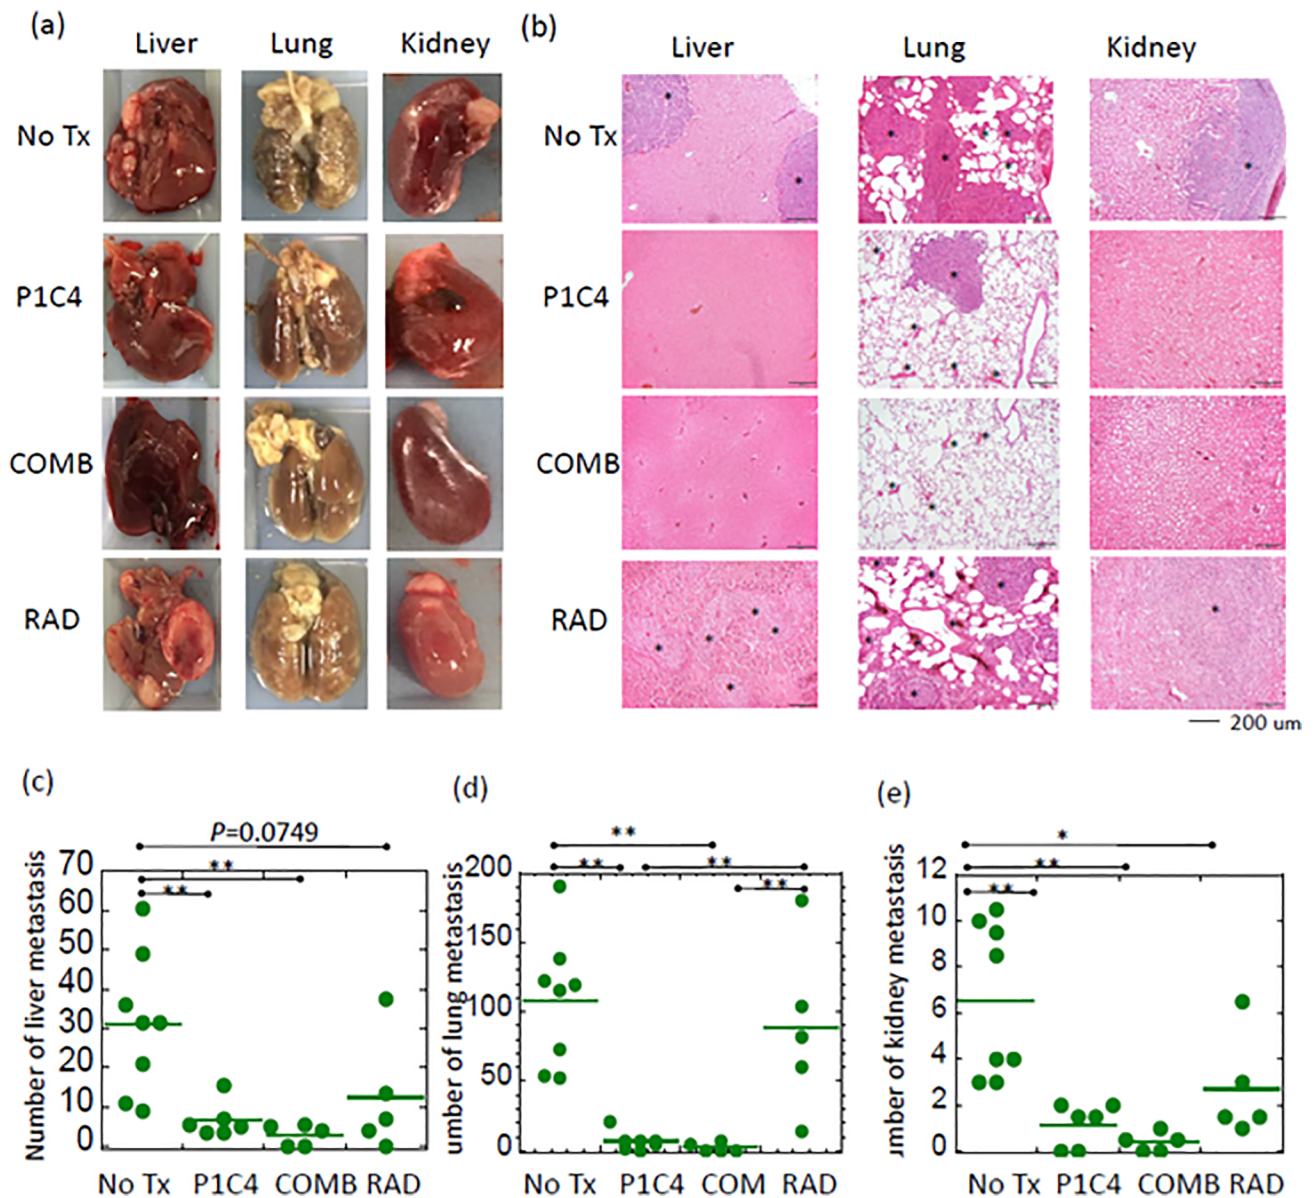 (a)
Liver Lung Kidney
No Tx
P1C4
COMB
RAD
(b)
Liver Lung Kidney
No Tx
P1C4
COMB
RAD
200 um
(c)
P=0.0749
**
**
Number of liver metastasis
70
60
50
40
30
20
10
0
No Tx P1C4 COMB RAD
(d)
**
** **
**
umber of lung metastasis
200
150
100
50
0
No Tx P1C4 COM RAD
(e)
*
**
**
mber of kidney metastasis
12
10
8
6
4
2
0
No Tx P1C4 COMB RAD